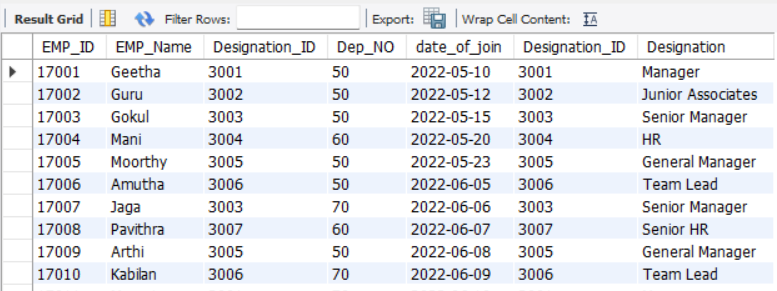 Result Grid Filter Rows: Export: Wrap Cell Content: IA
EMP_ID EMP_Name Designation_ID Dep_NO date_of_join Designation_ID Designation
17001 Geetha 3001 50 2022-05-10 3001 Manager
17002 Guru 3002 50 2022-05-12 3002 Junior Associates
17003 Gokul 3003 50 2022-05-15 3003 Senior Manager
17004 Mani 3004 60 2022-05-20 3004 HR
17005 Moorthy 3005 50 2022-05-23 3005 General Manager
17006 Amutha 3006 50 2022-06-05 3006 Team Lead
17007 Jaga 3003 70 2022-06-06 3003 Senior Manager
17008 Pavithra 3007 60 2022-06-07 3007 Senior HR
17009 Arthi 3005 50 2022-06-08 3005 General Manager
17010 Kabilan 3006 70 2022-06-09 3006 Team Lead